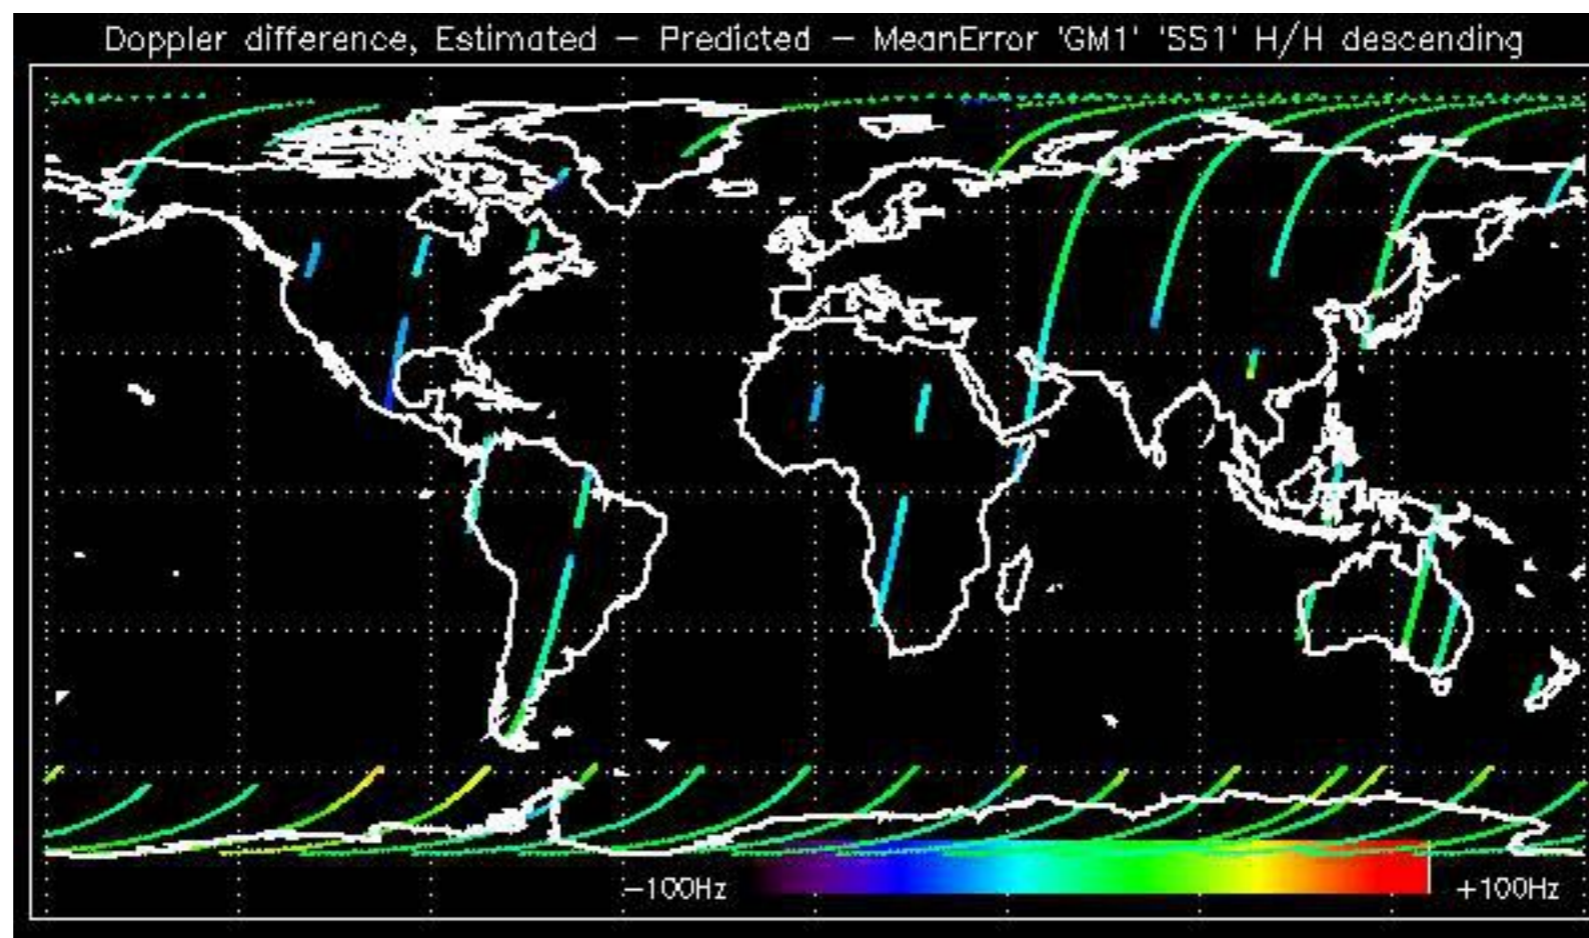 Doppler difference, Estimated – Predicted – MeanError 'GM1' 'SS1' H/H descending
–100Hz +100Hz